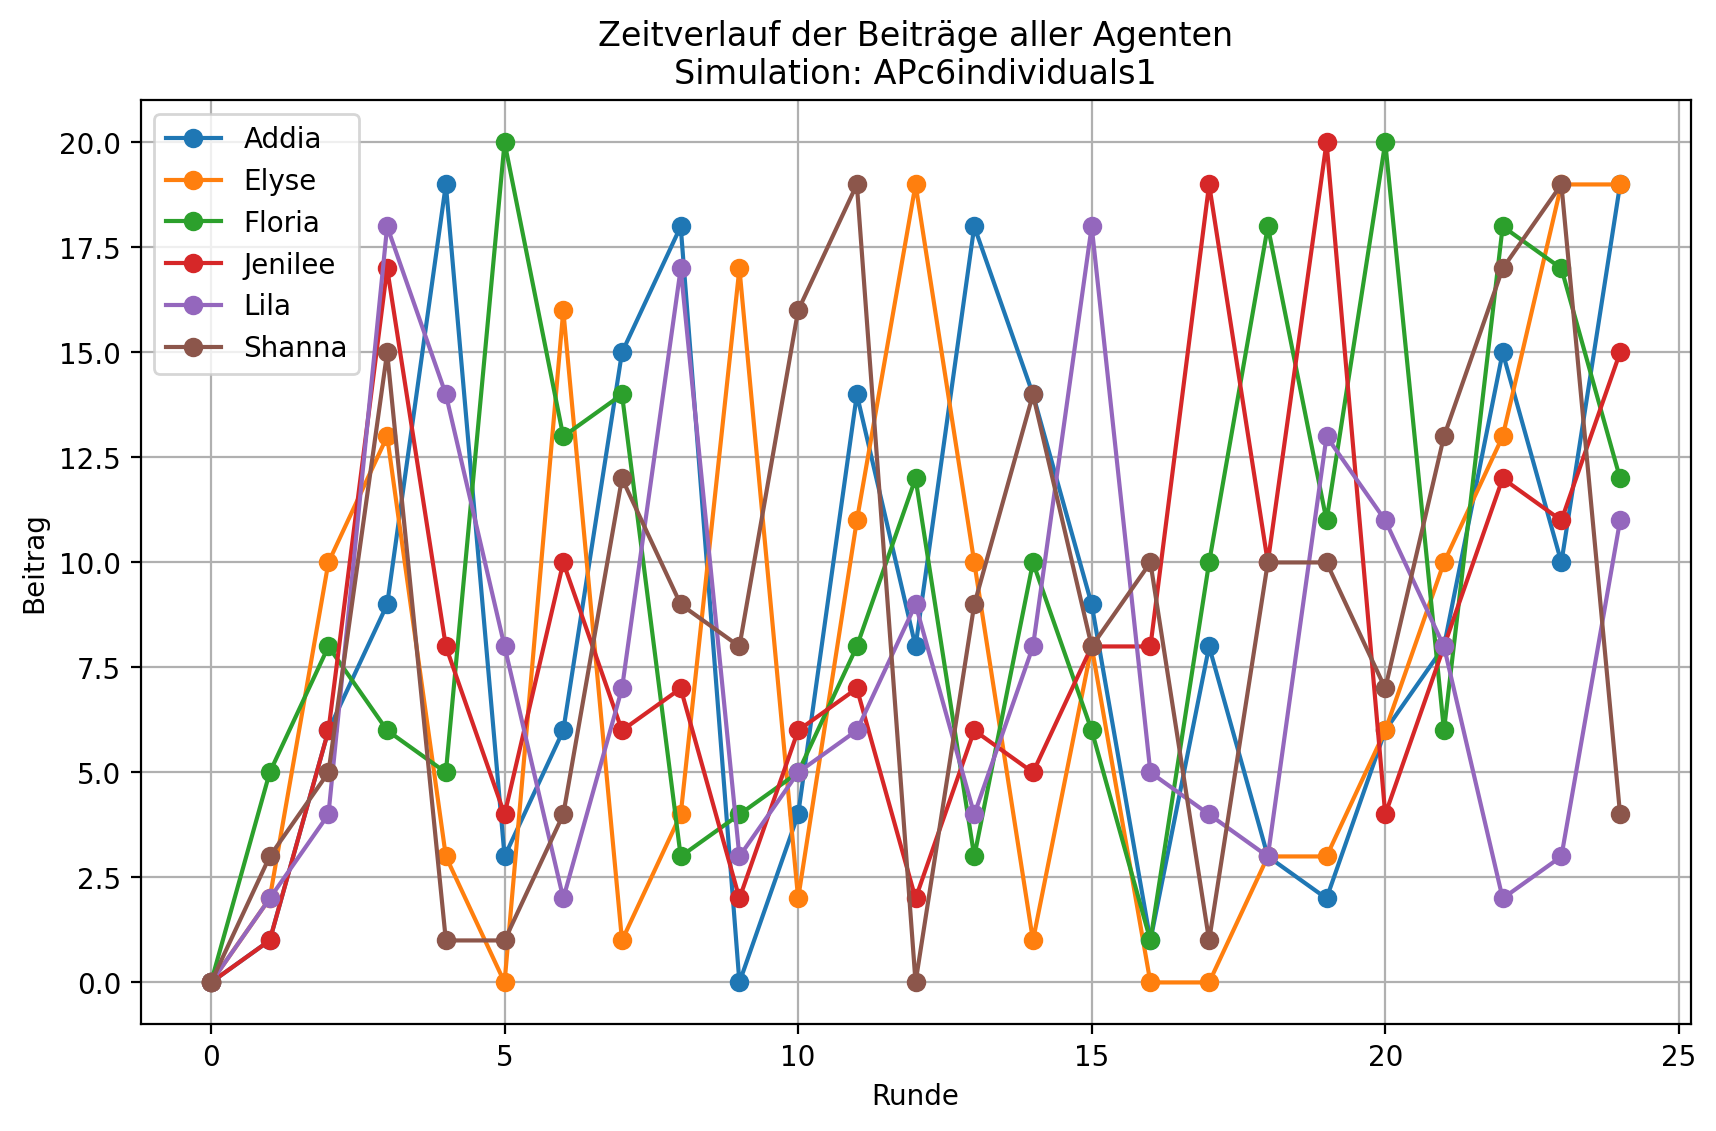 Zeitverlauf der Beiträge aller Agenten
Simulation: APc6individuals1
Addia
Elyse
Floria
Jenilee
Lila
Shanna
Beitrag
20.0
17.5
15.0
12.5
10.0
7.5
5.0
2.5
0.0
0 5 10 15 20 25
Runde